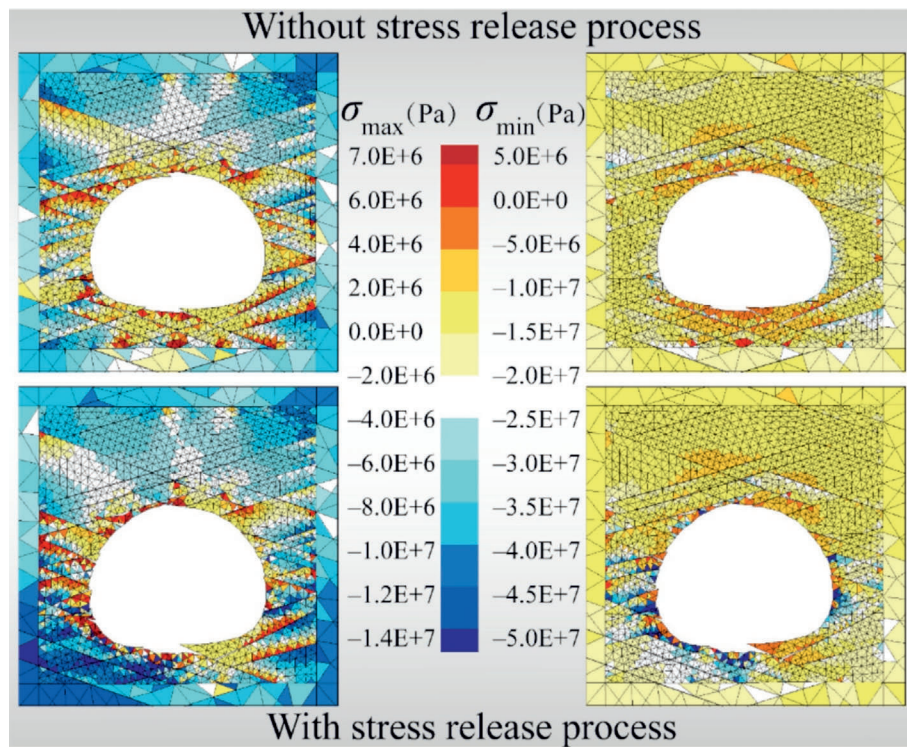 Without stress release process
σmax(Pa) σmin(Pa)
7.0E+6 5.0E+6
6.0E+6 0.0E+0
4.0E+6 –5.0E+6
2.0E+6 –1.0E+7
0.0E+0 –1.5E+7
–2.0E+6 –2.0E+7
–4.0E+6 –2.5E+7
–6.0E+6 –3.0E+7
–8.0E+6 –3.5E+7
–1.0E+7 –4.0E+7
–1.2E+7 –4.5E+7
–1.4E+7 –5.0E+7
With stress release process